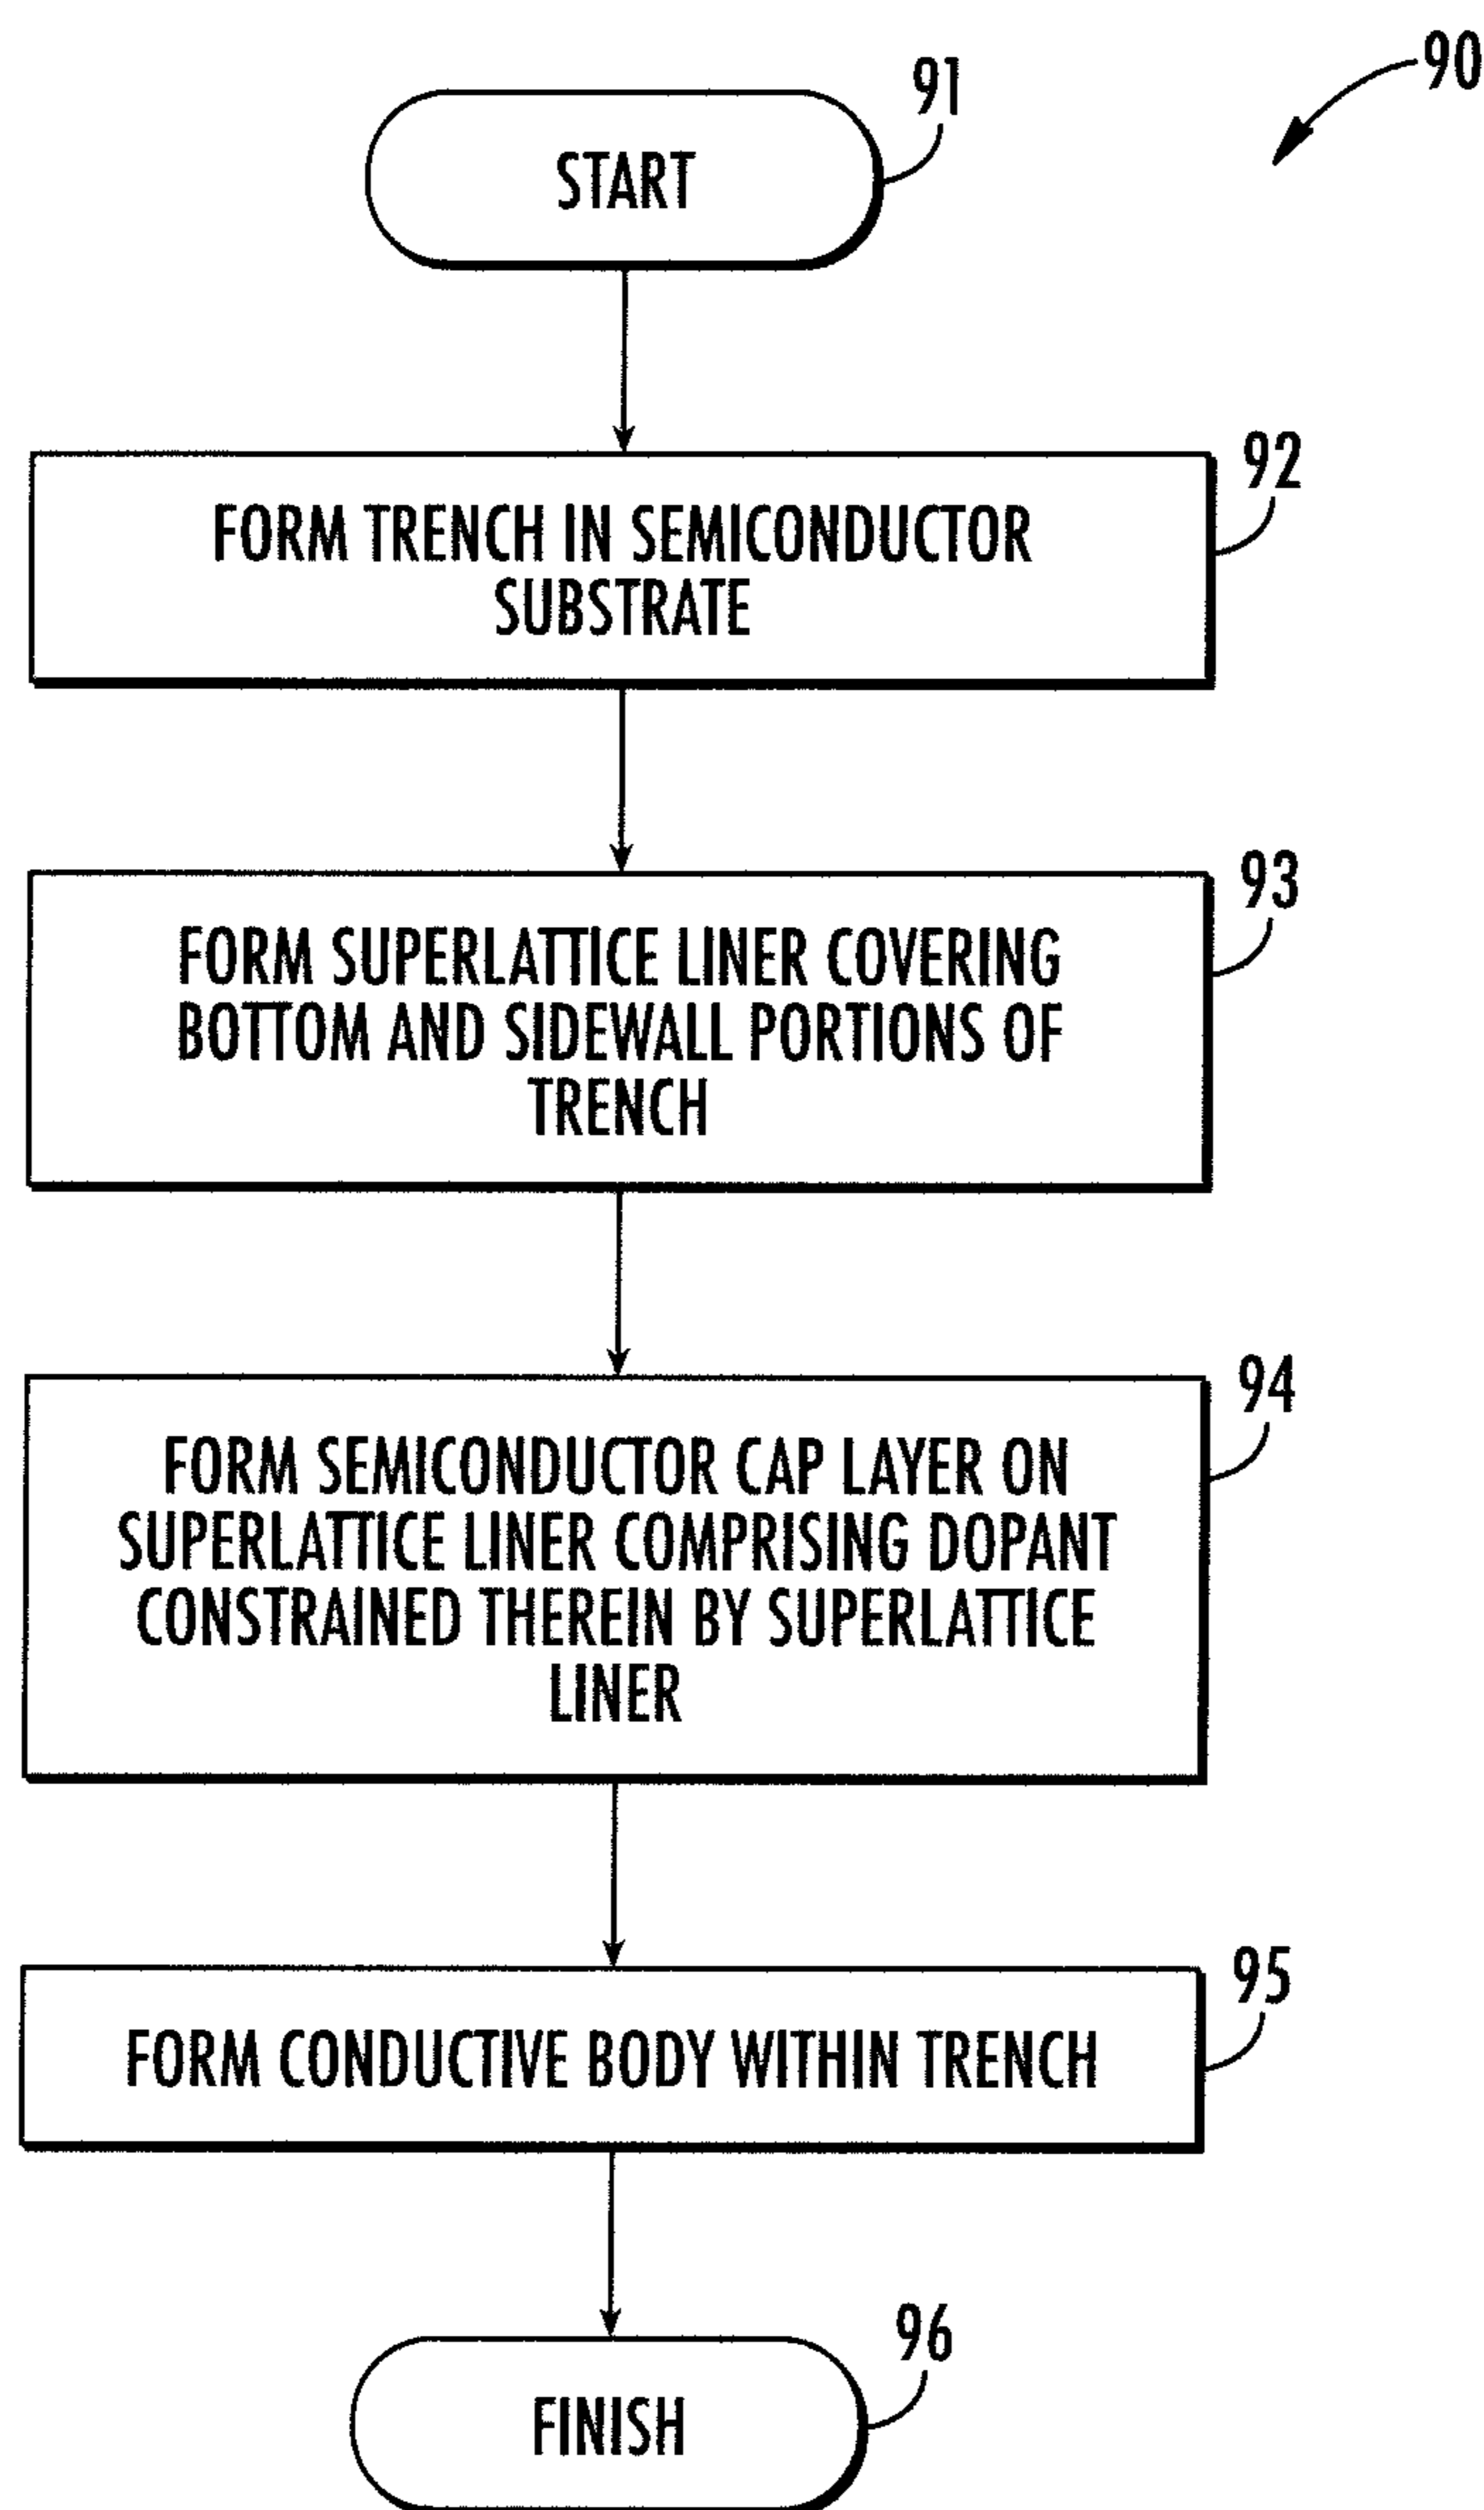 90
91
START
92
FORM TRENCH IN SEMICONDUCTOR
SUBSTRATE
93
FORM SUPERLATTICE LINER COVERING
BOTTOM AND SIDEWALL PORTIONS OF
TRENCH
94
FORM SEMICONDUCTOR CAP LAYER ON
SUPERLATTICE LINER COMPRISING DOPANT
CONSTRAINED THEREIN BY SUPERLATTICE
LINER
95
FORM CONDUCTIVE BODY WITHIN TRENCH
96
FINISH